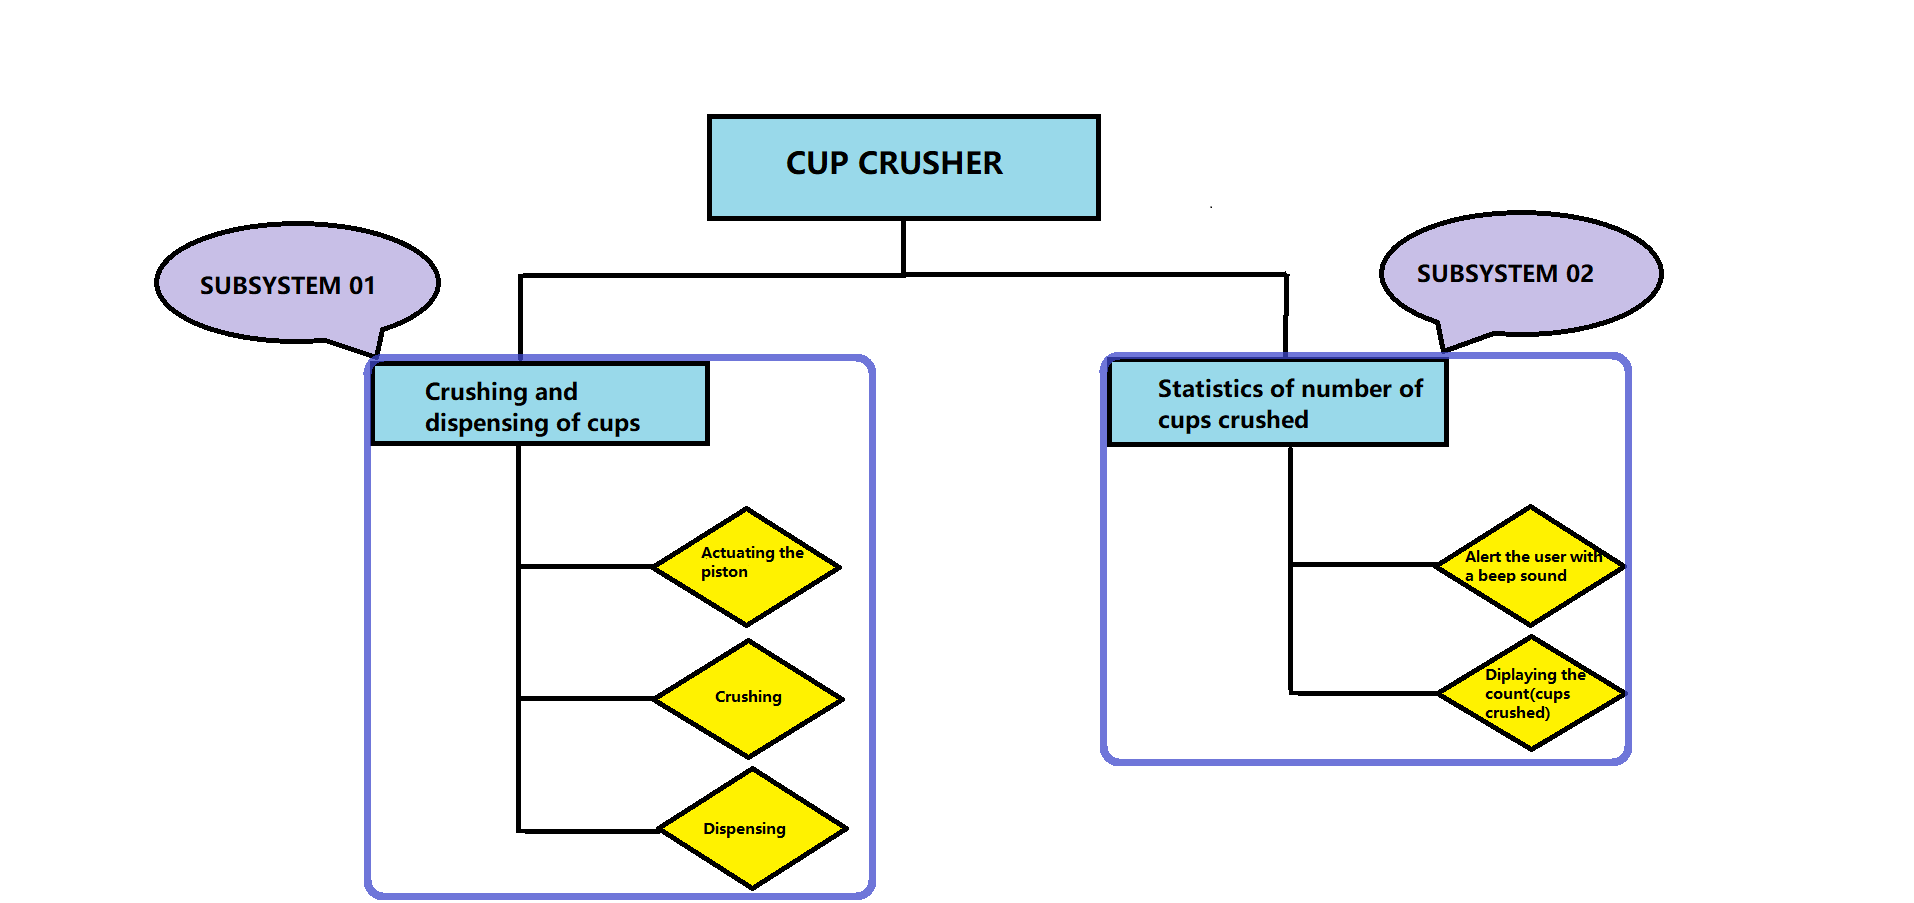 CUP CRUSHER
SUBSYSTEM 01
SUBSYSTEM 02
Crushing and
dispensing of cups
Actuating the
piston
Crushing
Dispensing
Statistics of number of
cups crushed
Alert the user with
a beep sound
Diplaying the
count(cups
crushed)